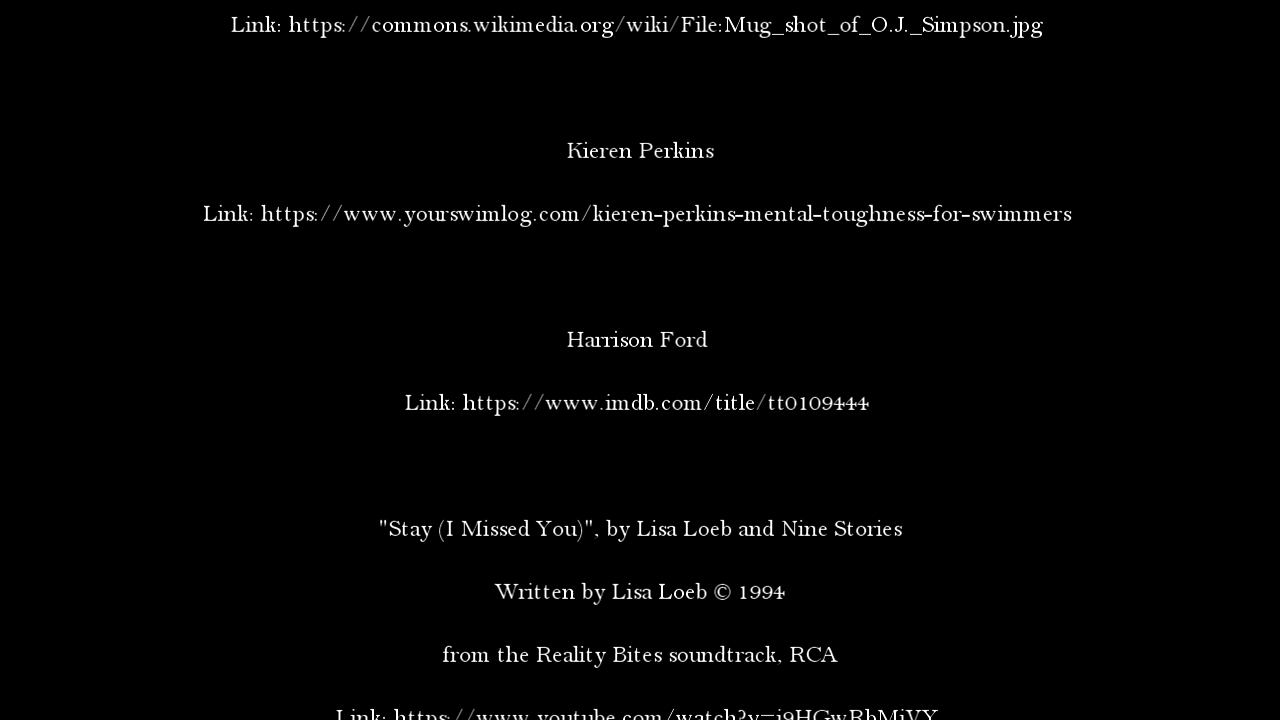 Link: https://commons.wikimedia.org/wiki/File:Mug_shot_of_O.J._Simpson.jpg
Kieren Perkins
Link: https://www.yourswimlog.com/kieren-perkins-mental-toughness-for-swimmers
Harrison Ford
Link: https://www.imdb.com/title/tt0109444
"Stay (I Missed You)", by Lisa Loeb and Nine Stories
Written by Lisa Loeb © 1994
from the Reality Bites soundtrack, RCA
Link: